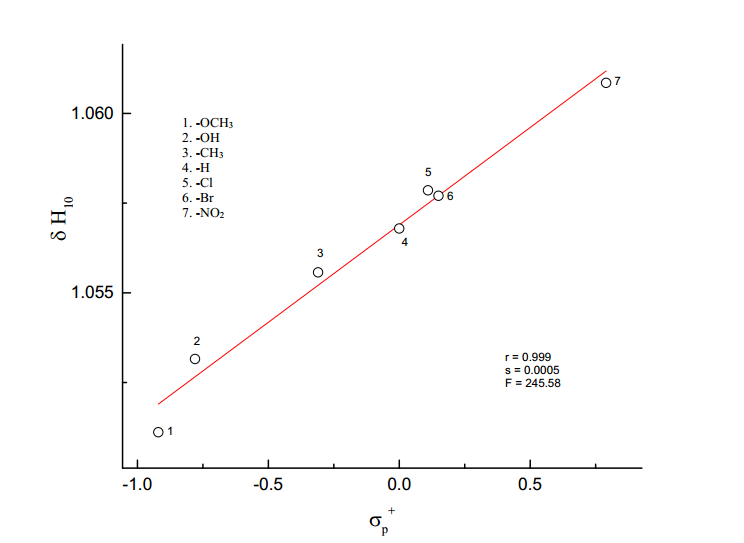 1.060
1.055
δ H₁₀
1. -OCH₃
2. -OH
3. -CH₃
4. -H
5. -Cl
6. -Br
7. -NO₂
7
5
6
4
3
2
1
r = 0.999
s = 0.0005
F = 245.58
-1.0 -0.5 0.0 0.5
σₚ⁺